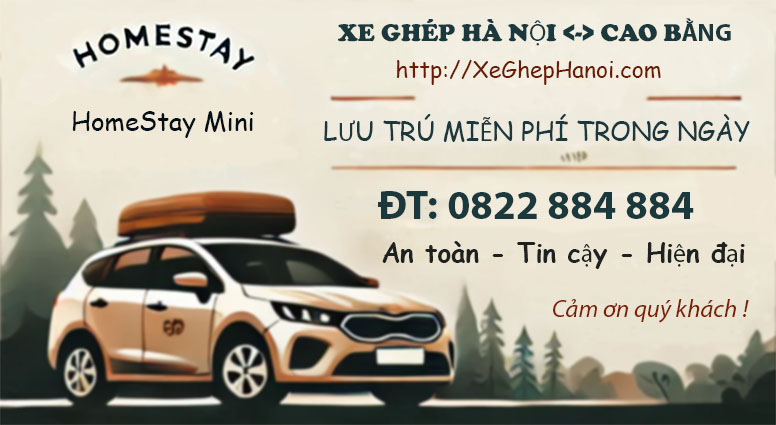 HOMESTAY
HomeStay Mini
XE GHÉP HÀ NỘI <-> CAO BẰNG
http://XeGhepHanoi.com
LƯU TRÚ MIỄN PHÍ TRONG NGÀY
ĐT: 0822 884 884
An toàn - Tin cậy - Hiện đại
Cảm ơn quý khách !